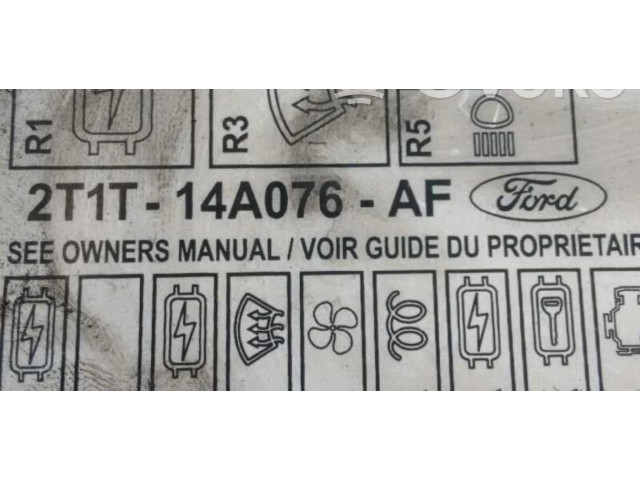 R1 R3 R5
2T1T - 14A076 - AF Ford
SEE OWNERS MANUAL / VOIR GUIDE DU PROPRIETAIR